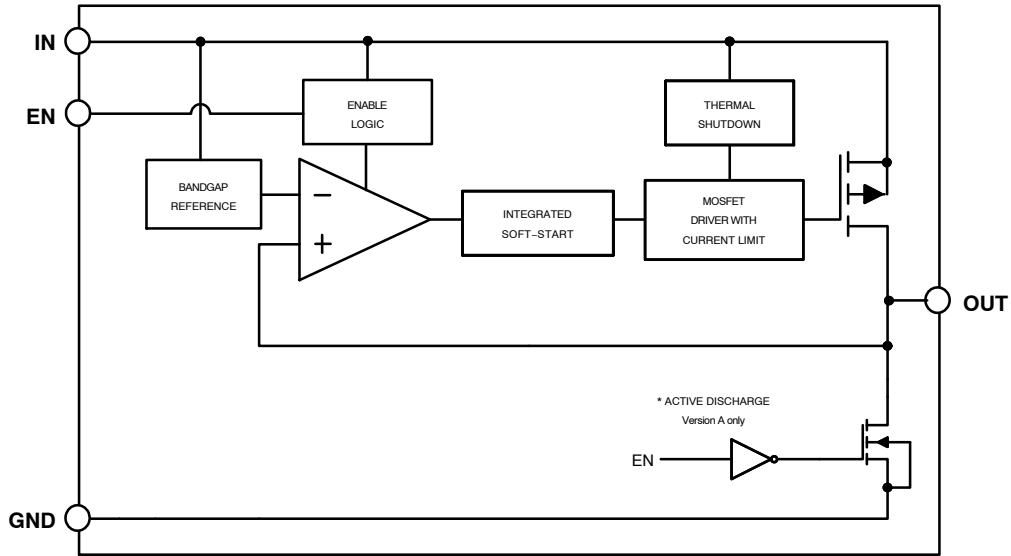 IN
EN
ENABLE
LOGIC
THERMAL
SHUTDOWN
BANDGAP
REFERENCE
−
+
INTEGRATED
SOFT−START
MOSFET
DRIVER WITH
CURRENT LIMIT
OUT
* ACTIVE DISCHARGE
Version A only
EN
GND